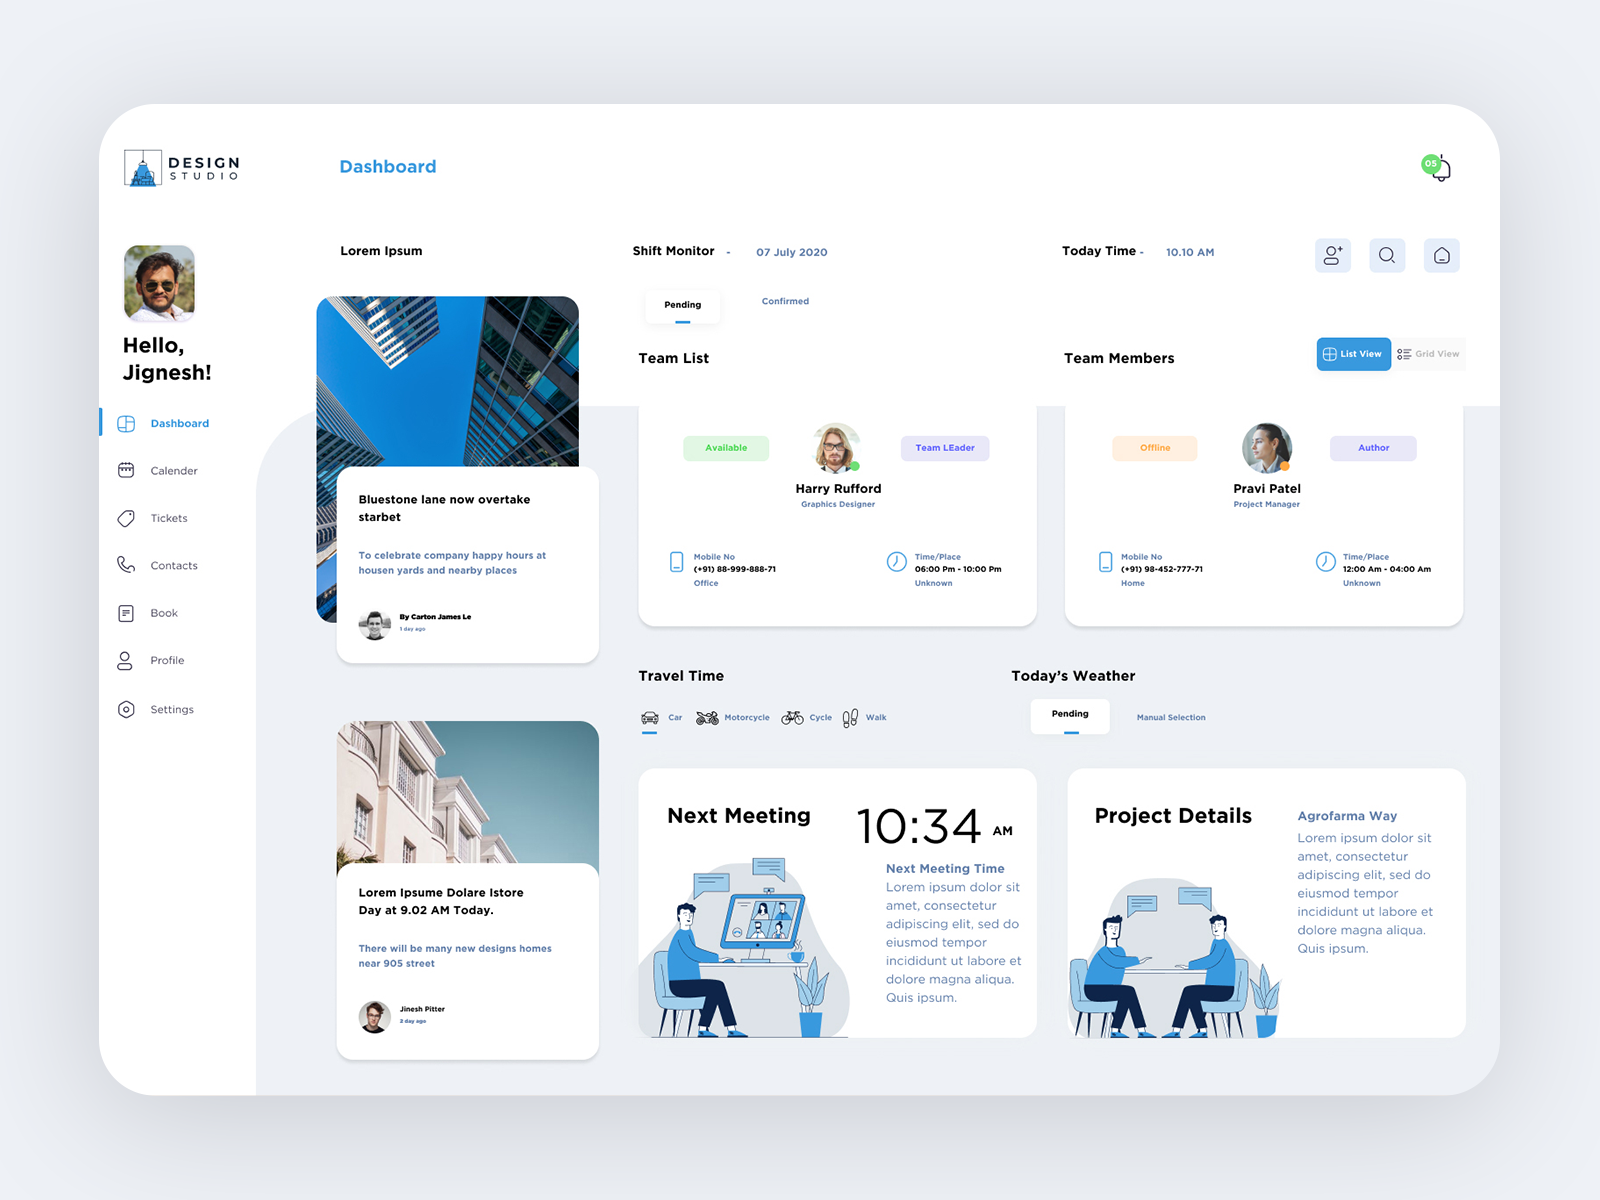 DESIGN
STUDIO
Dashboard
05
Hello,
Jignesh!
Dashboard
Calender
Tickets
Contacts
Book
Profile
Settings
Lorem Ipsum
Shift Monitor - 07 July 2020
Today Time - 10.10 AM
Pending
Confirmed
Team List
Team Members
List View
Grid View
Bluestone lane now overtake
starbet
To celebrate company happy hours at
housen yards and nearby places
By Carton James Le
1 day ago
Available
Team LEader
Harry Rufford
Graphics Designer
Mobile No
(+91) 88-999-888-71
Office
Time/Place
06:00 Pm - 10:00 Pm
Unknown
Offline
Author
Pravi Patel
Project Manager
Mobile No
(+91) 98-452-777-71
Home
Time/Place
12:00 Am - 04:00 Am
Unknown
Lorem Ipsume Dolare Istore
Day at 9.02 AM Today.
There will be many new designs homes
near 905 street
Jinesh Pitter
2 day ago
Travel Time
Car
Motorcycle
Cycle
Walk
Today's Weather
Pending
Manual Selection
Next Meeting
10:34 AM
Next Meeting Time
Lorem ipsum dolor sit
amet, consectetur
adipiscing elit, sed do
eiusmod tempor
incididunt ut labore et
dolore magna aliqua.
Quis ipsum.
Project Details
Agrofarma Way
Lorem ipsum dolor sit
amet, consectetur
adipiscing elit, sed do
eiusmod tempor
incididunt ut labore et
dolore magna aliqua.
Quis ipsum.